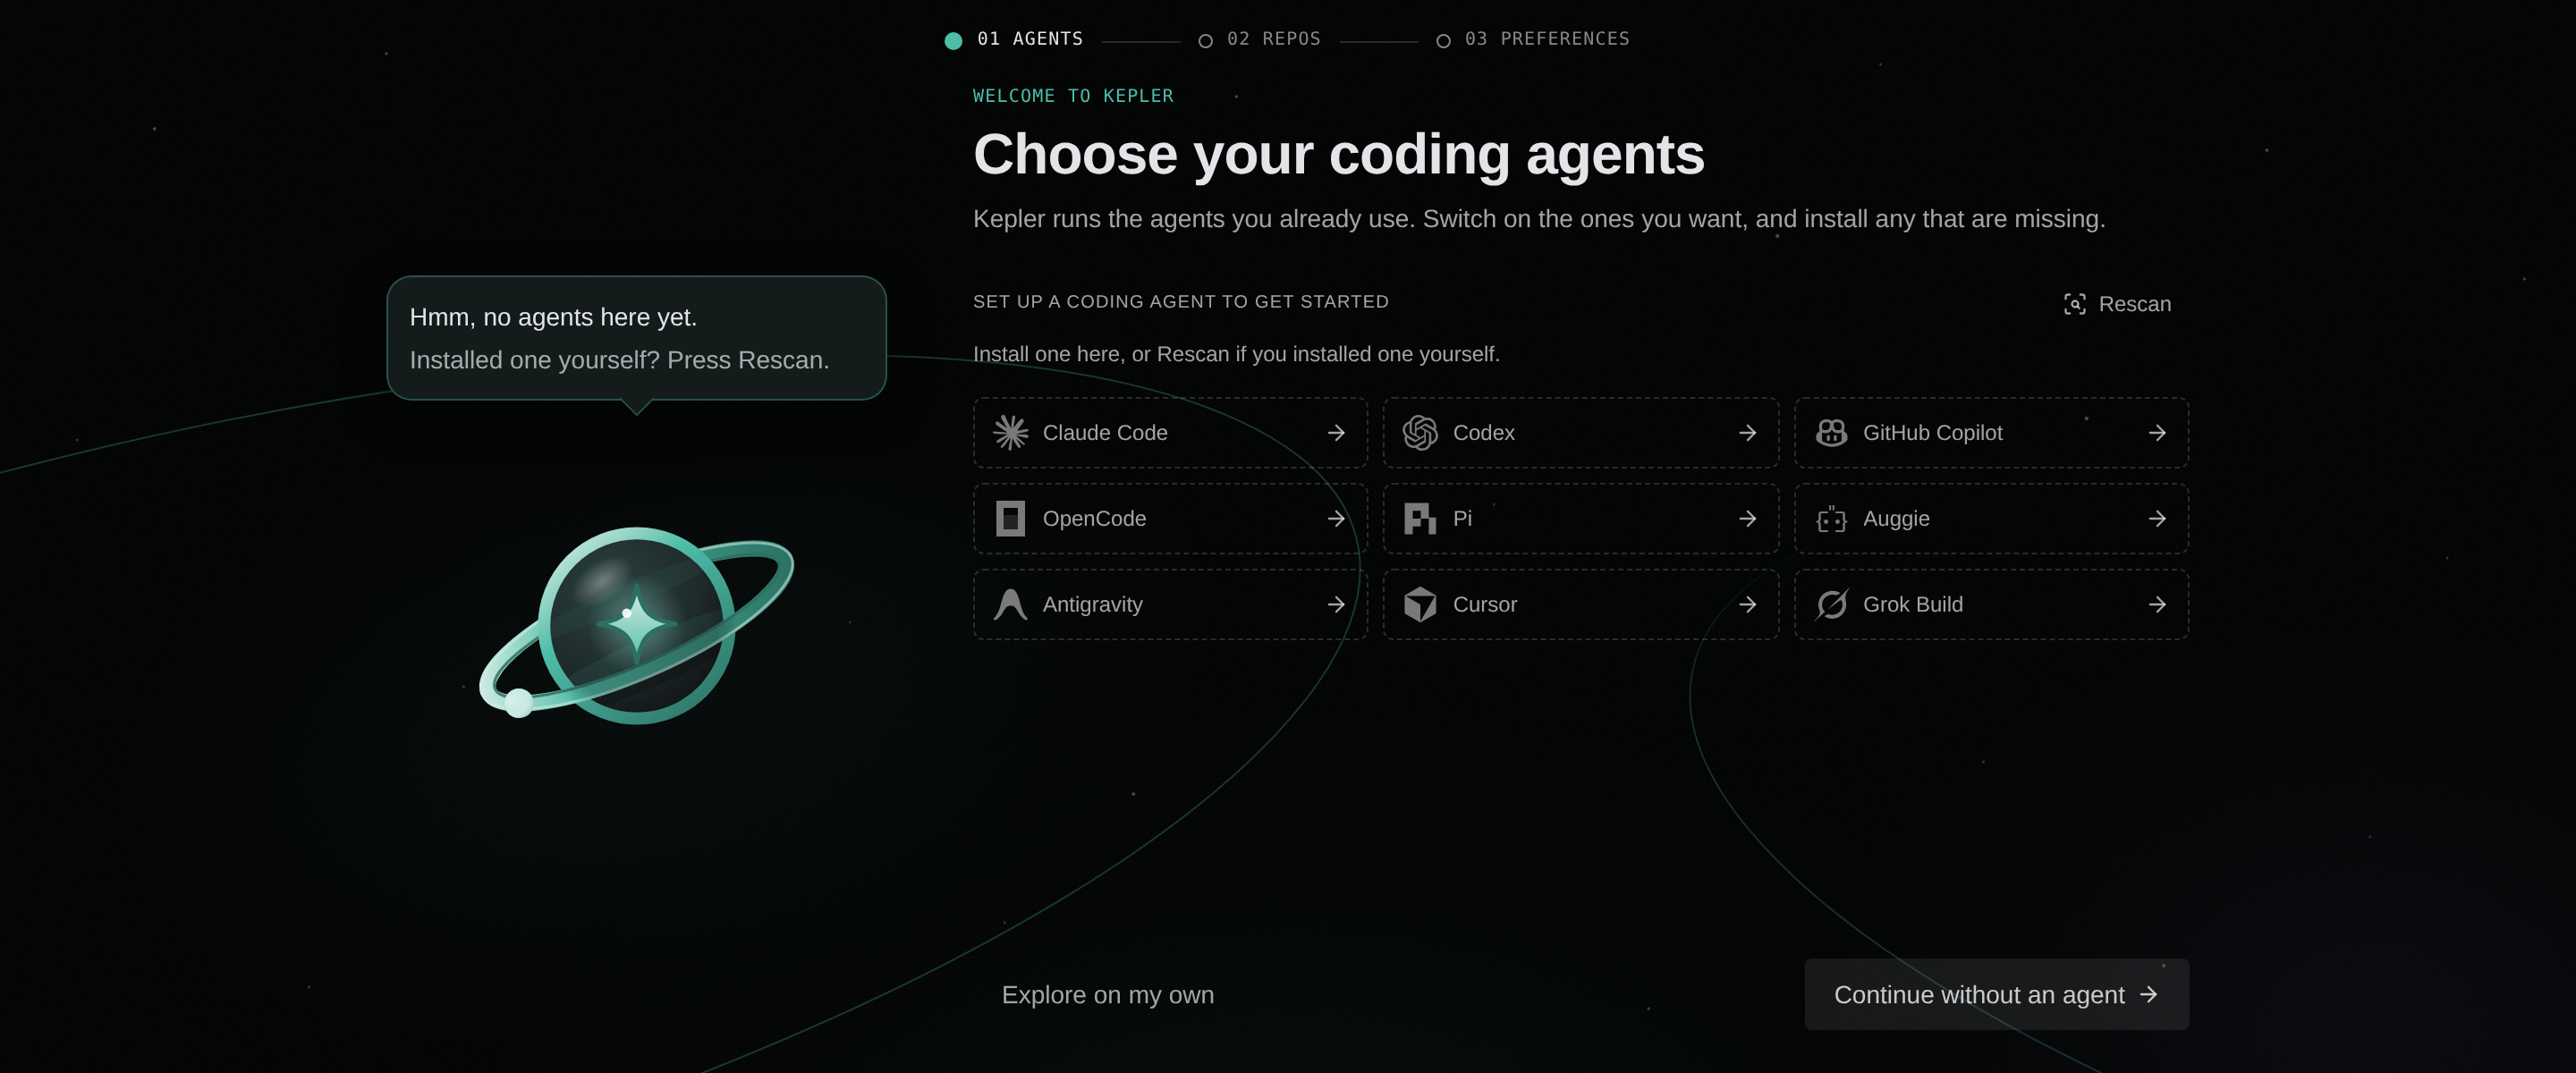 01 AGENTS
02 REPOS
03 PREFERENCES
WELCOME TO KEPLER
Choose your coding agents
Kepler runs the agents you already use. Switch on the ones you want, and install any that are missing.
Hmm, no agents here yet.
Installed one yourself? Press Rescan.
SET UP A CODING AGENT TO GET STARTED
Rescan
Install one here, or Rescan if you installed one yourself.
Claude Code
Codex
GitHub Copilot
OpenCode
Pi
Auggie
Antigravity
Cursor
Grok Build
Explore on my own
Continue without an agent